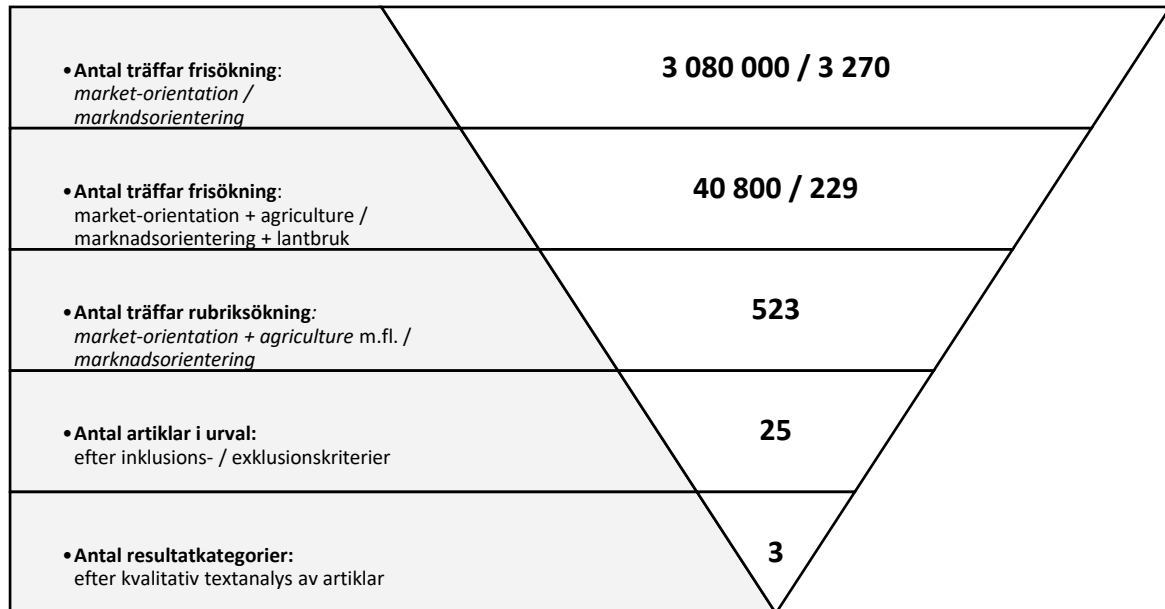 •Antal träffar frisökning:
market-orientation /
markndsorientering
3 080 000 / 3 270
•Antal träffar frisökning:
market-orientation + agriculture /
marknadsorientering + lantbruk
40 800 / 229
•Antal träffar rubriksökning:
market-orientation + agriculture m.fl. /
marknadsorientering
523
•Antal artiklar i urval:
efter inklusions- / exklusionskriterier
25
•Antal resultatkategorier:
efter kvalitativ textanalys av artiklar
3